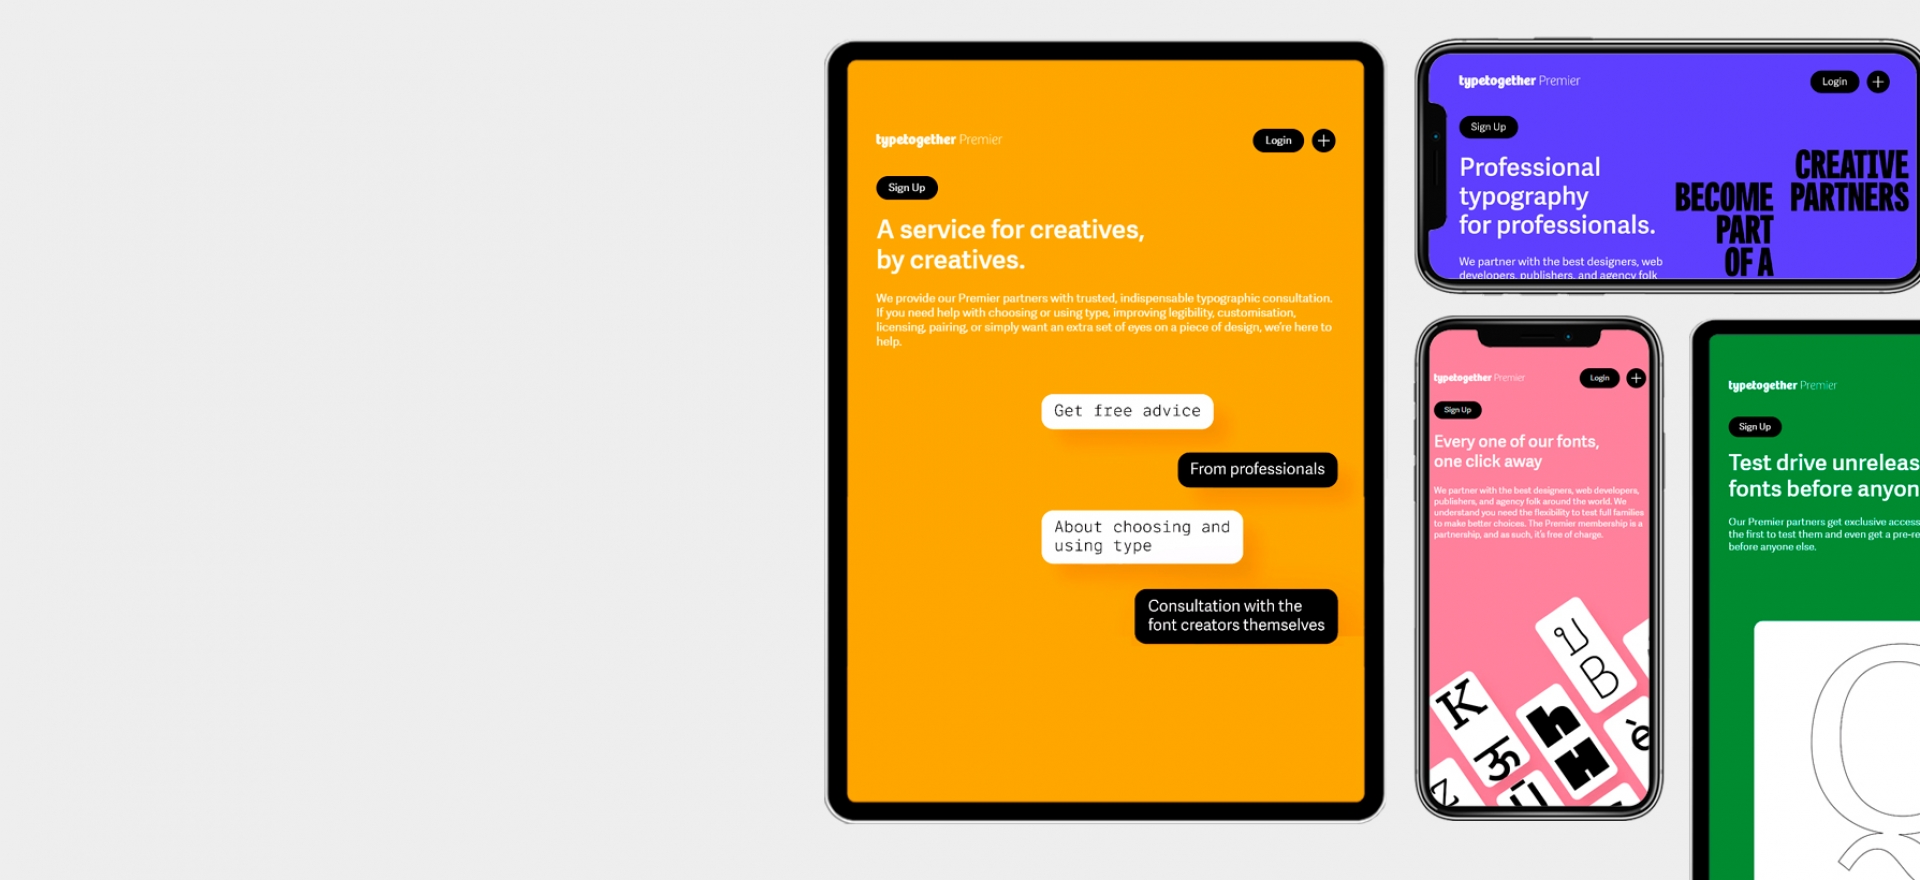 typetogether Premier
Login
Sign Up
A service for creatives,
by creatives.
We provide our Premier partners with trusted, indispensable typographic consultation.
If you need help with choosing or using type, improving legibility, customisation,
licensing, pairing, or simply want an extra set of eyes on a piece of design, we're here to
help.
Get free advice
From professionals
About choosing and
using type
Consultation with the
font creators themselves
typetogether Premier
Login
Sign Up
Professional
typography
for professionals.
We partner with the best designers, web
developers, publishers, and agency folk
BECOME
PART
OF A
CREATIVE
PARTNERS
typetogether Premier
Login
Sign Up
Every one of our fonts,
one click away
We partner with the best designers, web developers,
publishers, and agency folk around the world. We
understand you need the flexibility to test full families
to make better choices. The Premier membership is a
partnership, and as such, it's free of charge.
บ
B
K
h
H
è
z
typetogether Premier
Sign Up
Test drive unreleas
fonts before anyon
Our Premier partners get exclusive access
the first to test them and even get a pre-re
before anyone else.